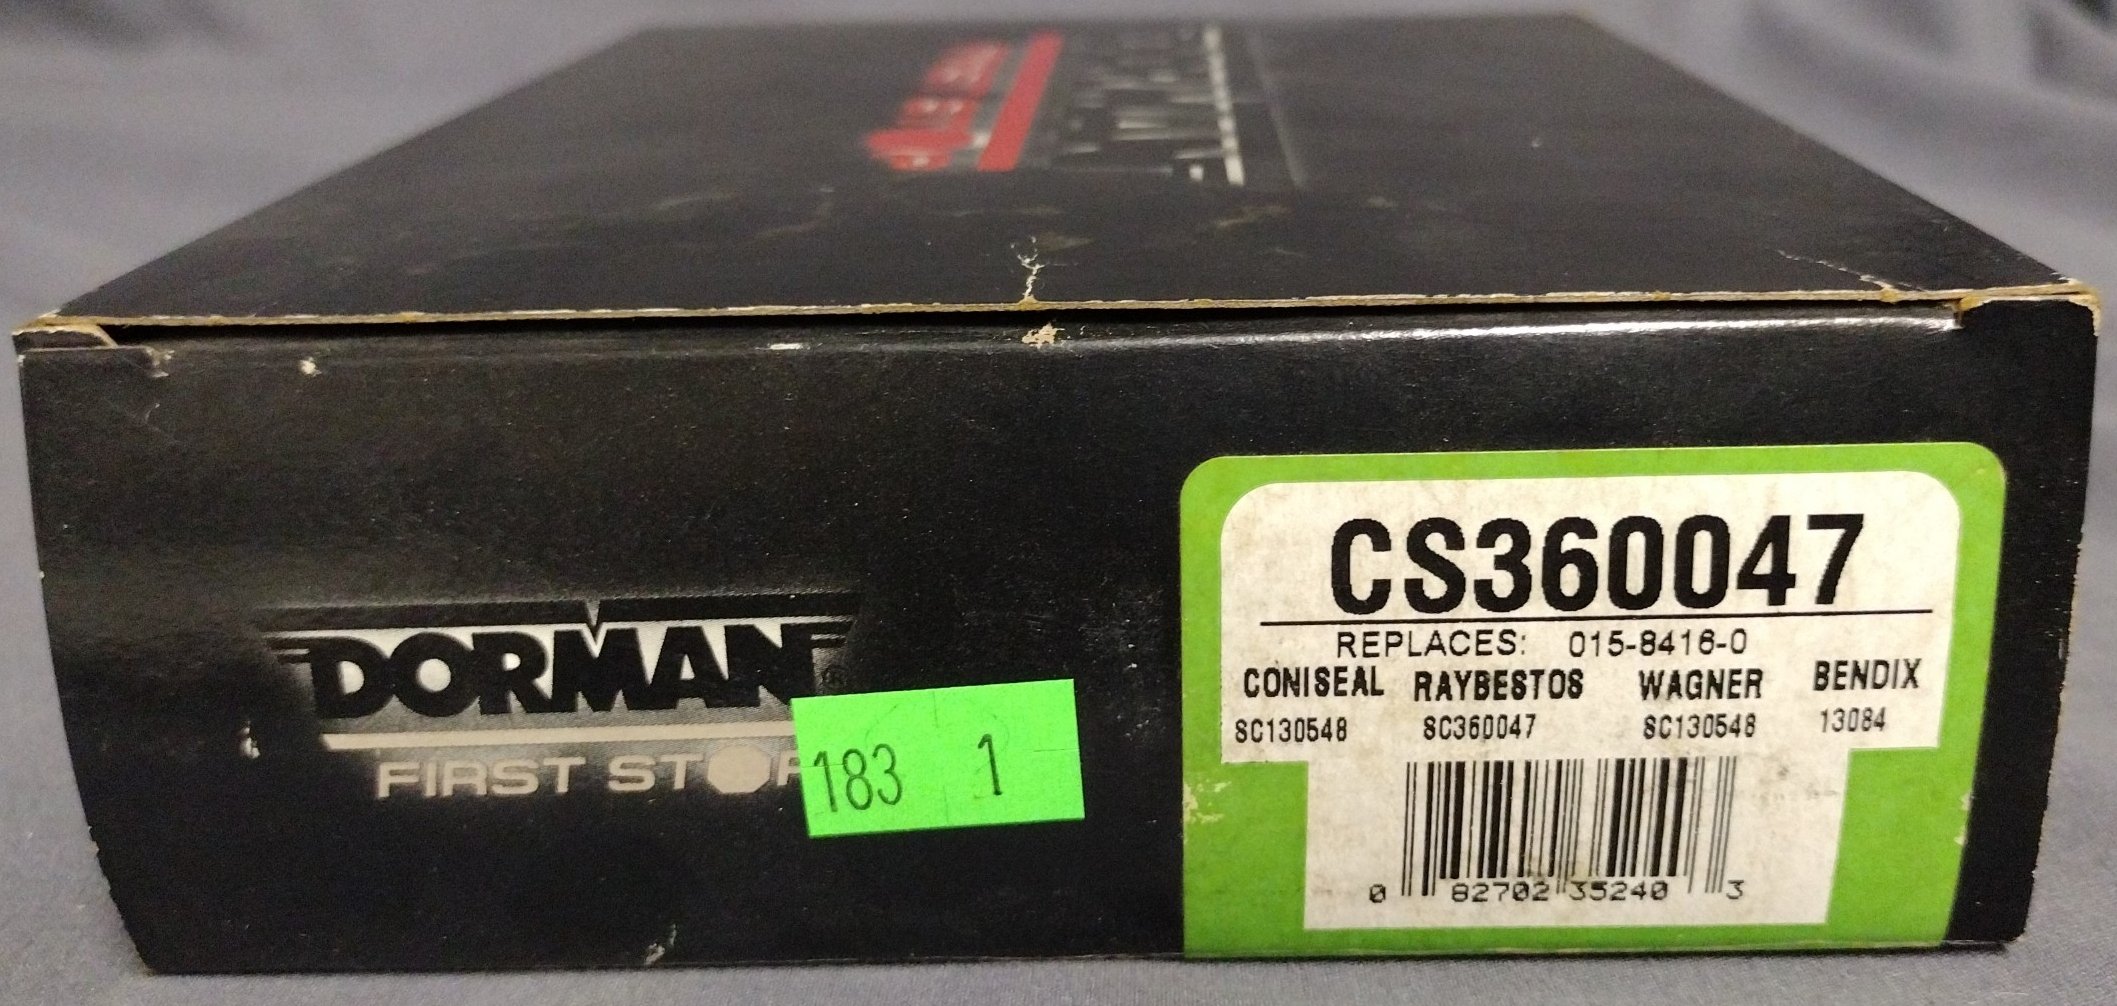 DORMAN®
FIRST STOP
183 1
CS360047
REPLACES: 015-8416-0
CONISEAL RAYBESTOS WAGNER BENDIX
SC130548 SC360047 SC130548 13084
0 82702 35240 3